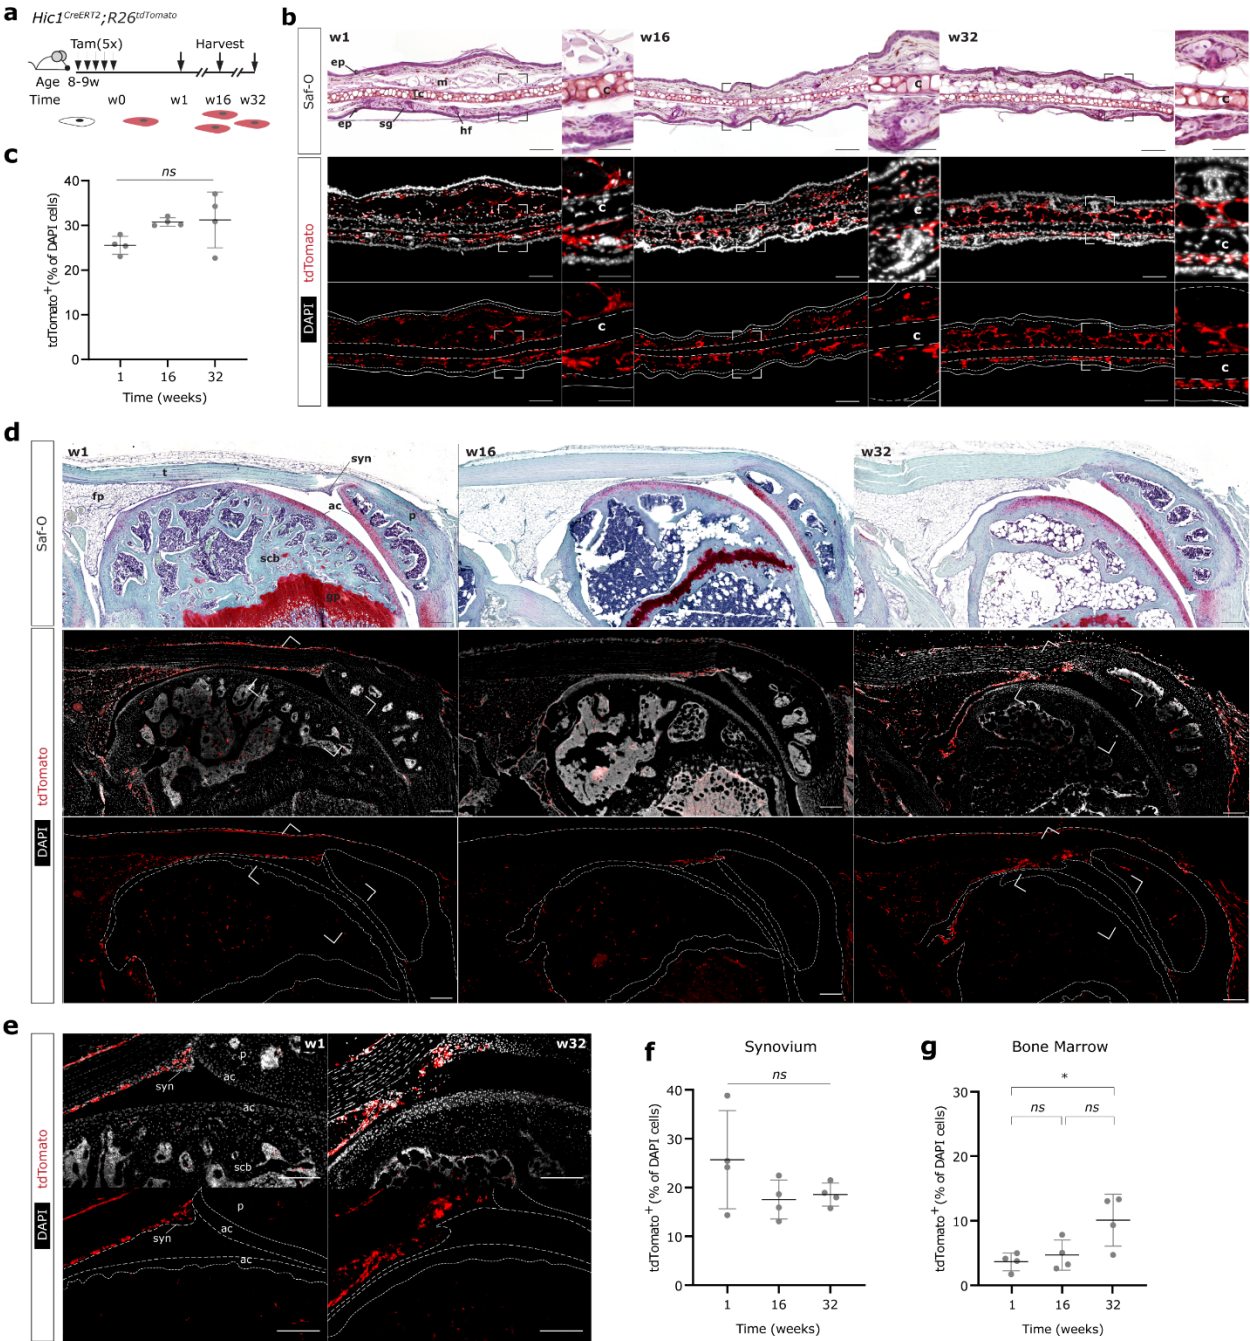 a
Hic1CreERT2;R26tdTomato
Tam(5x)
Harvest
Age 8-9w
Time w0 w1 w16 w32
b
Saf-O
w1
w16
w32
ep
m
c
c
c
ep
sg
hf
DAPI tdTomato
c
c
c
c
c
c
c
ns
tdTomato+ (% of DAPI cells)
40
30
20
10
0
1 16 32
Time (weeks)
d
Saf-O
w1
w16
w32
t
syn
fp
ac
p
scb
gp
DAPI tdTomato
e
DAPI tdTomato
w1
w32
p
ac
syn
ac
scb
p
ac
syn
ac
f
Synovium
ns
tdTomato+ (% of DAPI cells)
40
30
20
10
0
1 16 32
Time (weeks)
g
Bone Marrow
*
ns ns
tdTomato+ (% of DAPI cells)
30
20
10
0
1 16 32
Time (weeks)